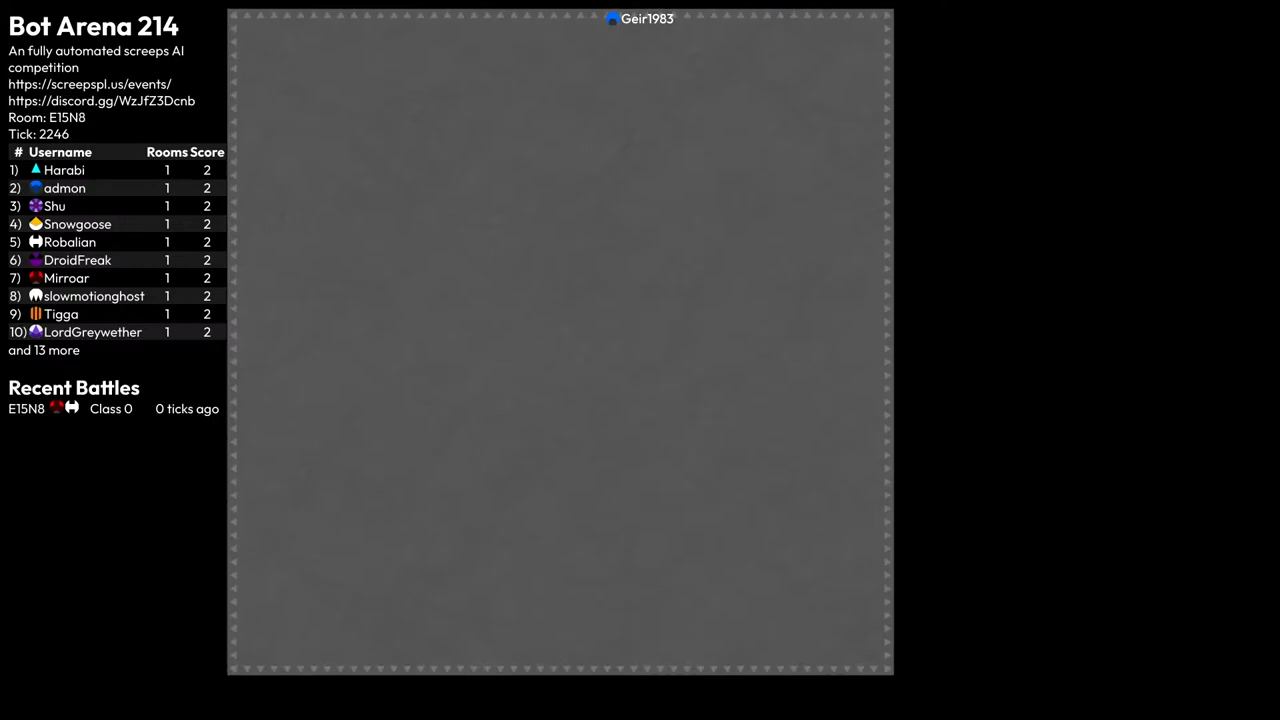 Bot Arena 214
An fully automated screeps AI
competition
https://screepspl.us/events/
https://discord.gg/WzJfZ3Dcnb
Room: E15N8
Tick: 2246
# Username Rooms Score
1) Harabi 1 2
2) admon 1 2
3) Shu 1 2
4) Snowgoose 1 2
5) Robalian 1 2
6) DroidFreak 1 2
7) Mirroar 1 2
8) slowmotionghost 1 2
9) Tigga 1 2
10) LordGreywether 1 2
and 13 more
Recent Battles
E15N8 Class 0 0 ticks ago
Geir1983